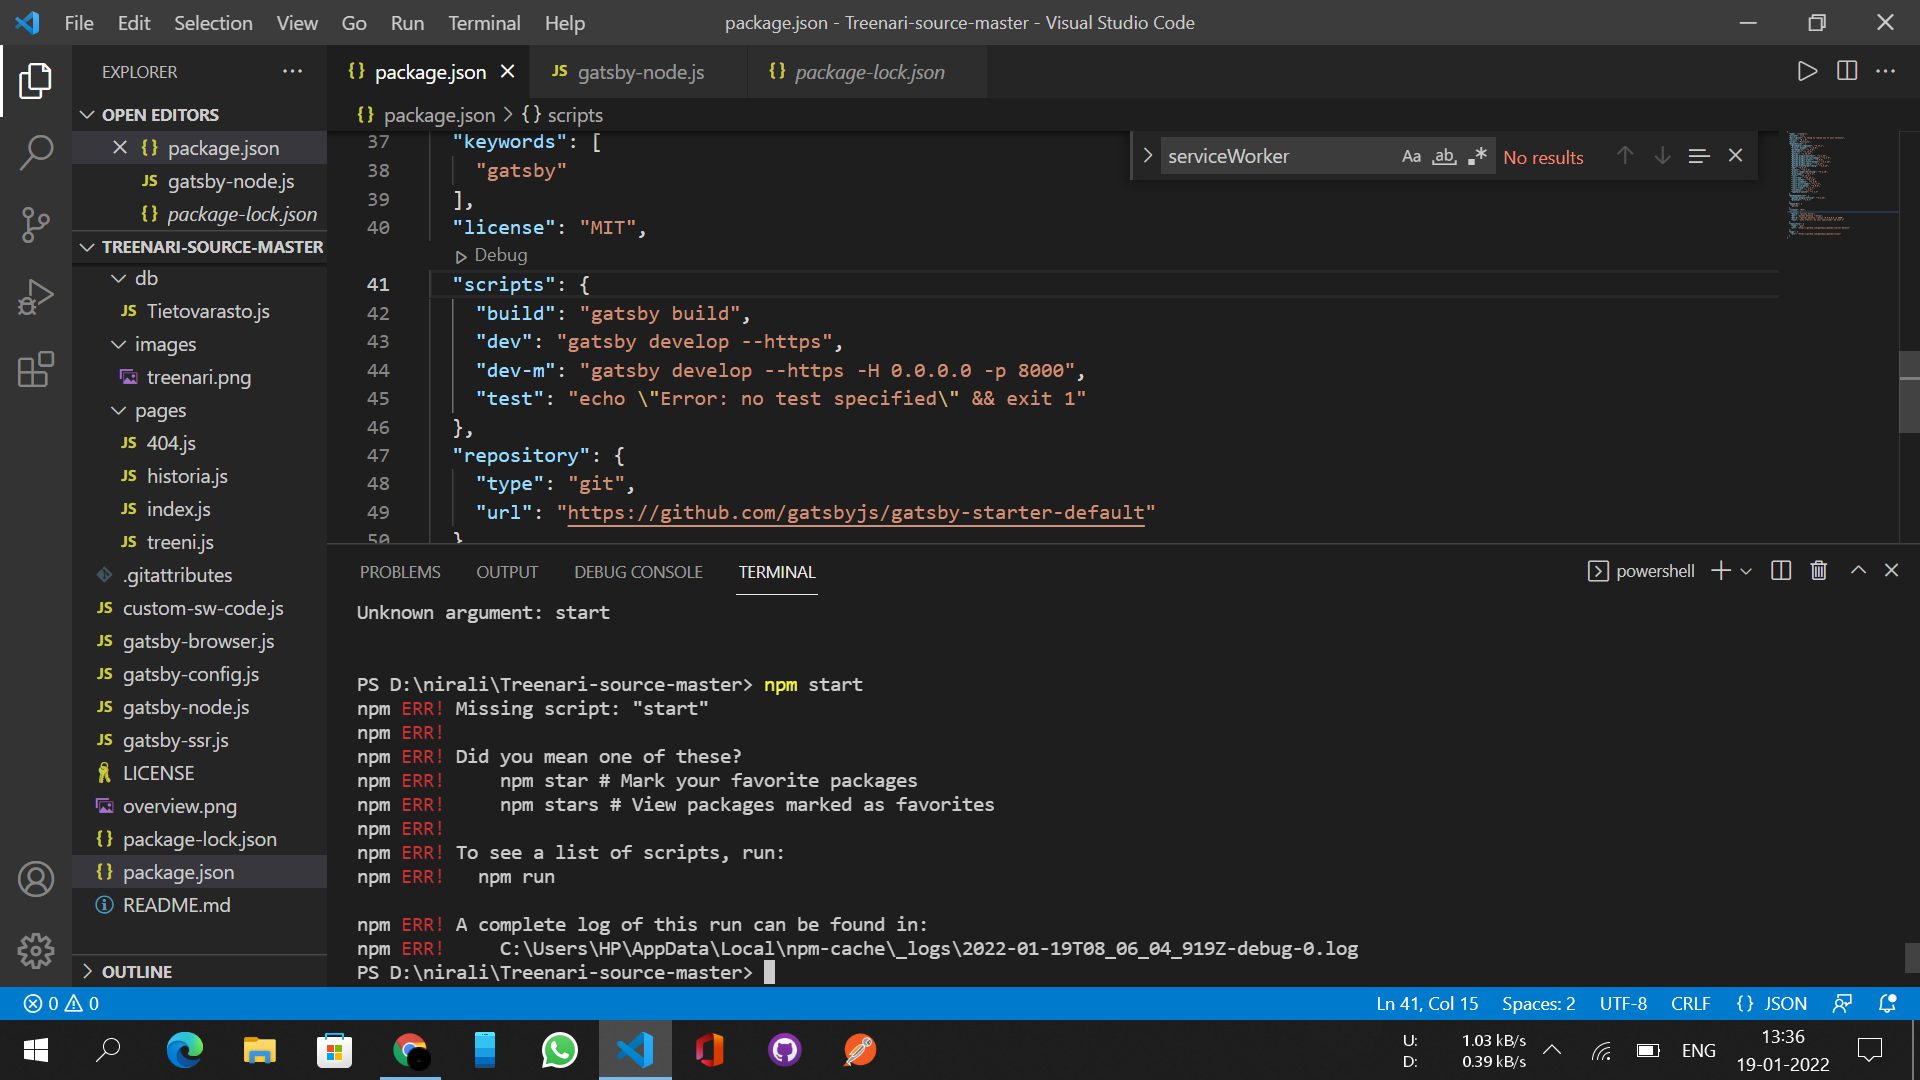 File Edit Selection View Go Run Terminal Help
package.json - Treenari-source-master - Visual Studio Code
EXPLORER
OPEN EDITORS
package.json
gatsby-node.js
package-lock.json
TREENARI-SOURCE-MASTER
db
JS Tietovarasto.js
images
treenari.png
pages
JS 404.js
JS historia.js
JS index.js
JS treeni.js
.gitattributes
JS custom-sw-code.js
JS gatsby-browser.js
JS gatsby-config.js
JS gatsby-node.js
JS gatsby-ssr.js
LICENSE
overview.png
{} package-lock.json
{} package.json
README.md
OUTLINE
{} package.json
JS gatsby-node.js
{} package-lock.json
{} package.json > {} scripts
serviceWorker Aa ab .* No results
37 "keywords": [
38 "gatsby"
39 ],
40 "license": "MIT",
Debug
41 "scripts": {
42 "build": "gatsby build",
43 "dev": "gatsby develop --https",
44 "dev-m": "gatsby develop --https -H 0.0.0.0 -p 8000",
45 "test": "echo \"Error: no test specified\" && exit 1"
46 },
47 "repository": {
48 "type": "git",
49 "url": "https://github.com/gatsbyjs/gatsby-starter-default"
50 }
PROBLEMS OUTPUT DEBUG CONSOLE TERMINAL
powershell
Unknown argument: start
PS D:\nirali\Treenari-source-master> npm start
npm ERR! Missing script: "start"
npm ERR!
npm ERR! Did you mean one of these?
npm ERR! npm star # Mark your favorite packages
npm ERR! npm stars # View packages marked as favorites
npm ERR!
npm ERR! To see a list of scripts, run:
npm ERR! npm run
npm ERR! A complete log of this run can be found in:
npm ERR! C:\Users\HP\AppData\Local\npm-cache\_logs\2022-01-19T08_06_04_919Z-debug-0.log
PS D:\nirali\Treenari-source-master>
0 0
Ln 41, Col 15 Spaces: 2 UTF-8 CRLF {} JSON
U: 1.03 kB/s
D: 0.39 kB/s
ENG
13:36
19-01-2022